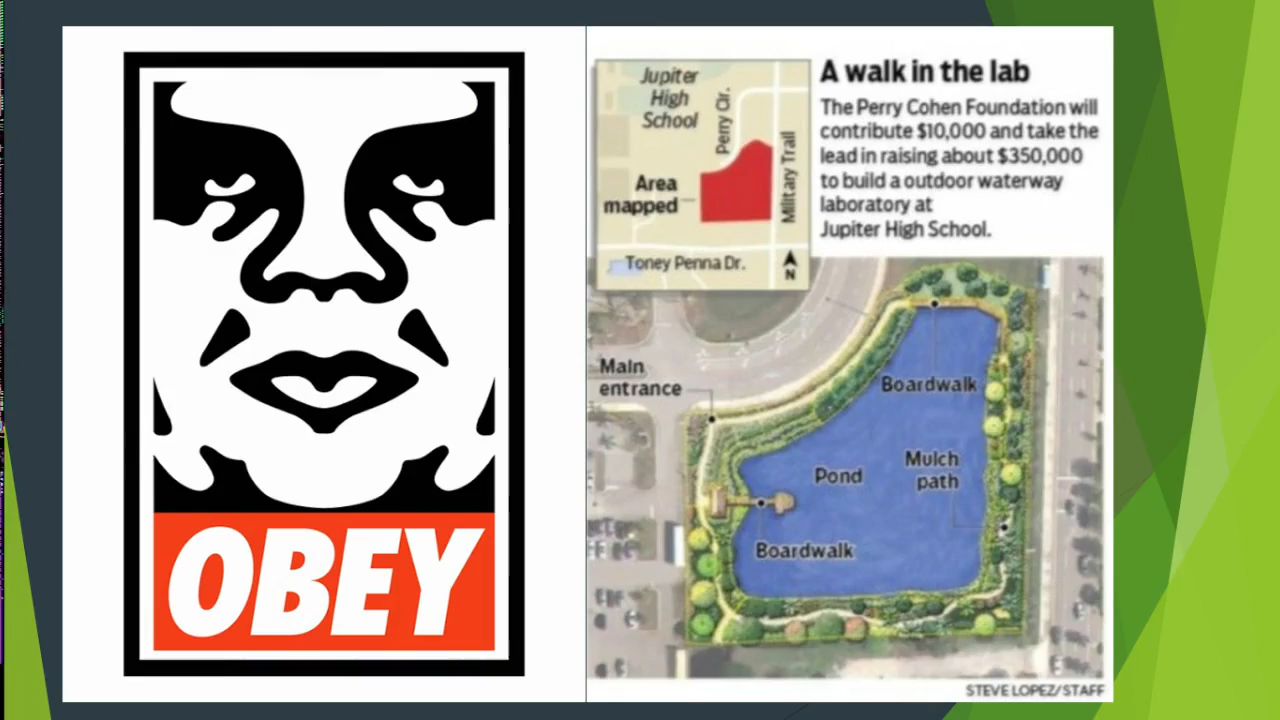 OBEY
Jupiter
High
School
Perry Cir.
Military Trail
Area
mapped
Toney Penna Dr.
N
A walk in the lab
The Perry Cohen Foundation will
contribute $10,000 and take the
lead in raising about $350,000
to build a outdoor waterway
laboratory at
Jupiter High School.
Main
entrance
Boardwalk
Pond
Mulch
path
Boardwalk
STEVE LOPEZ/STAFF